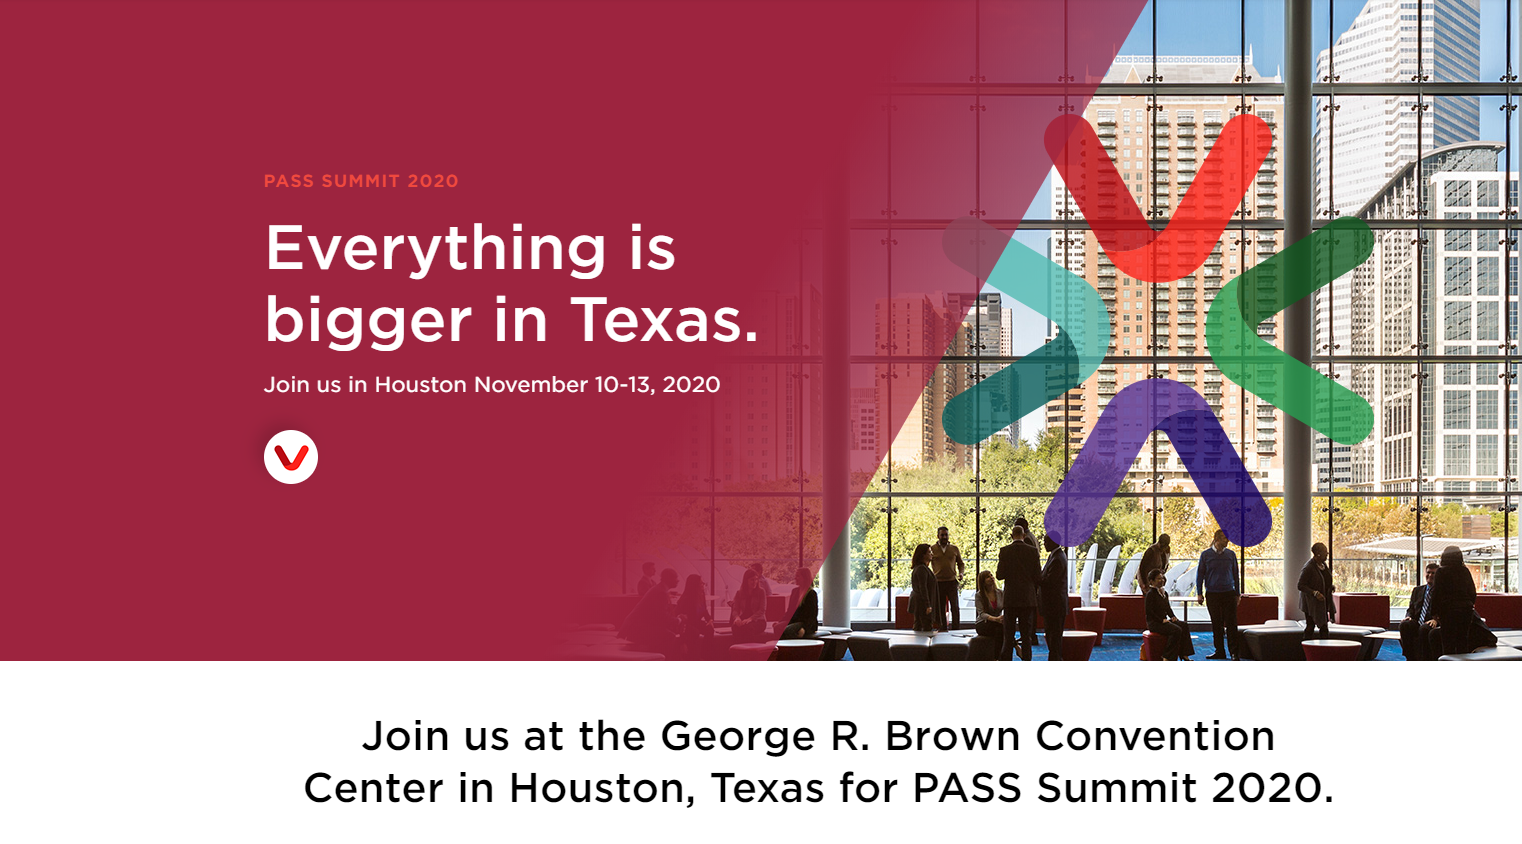 PASS SUMMIT 2020
Everything is
bigger in Texas.
Join us in Houston November 10-13, 2020
Join us at the George R. Brown Convention
Center in Houston, Texas for PASS Summit 2020.